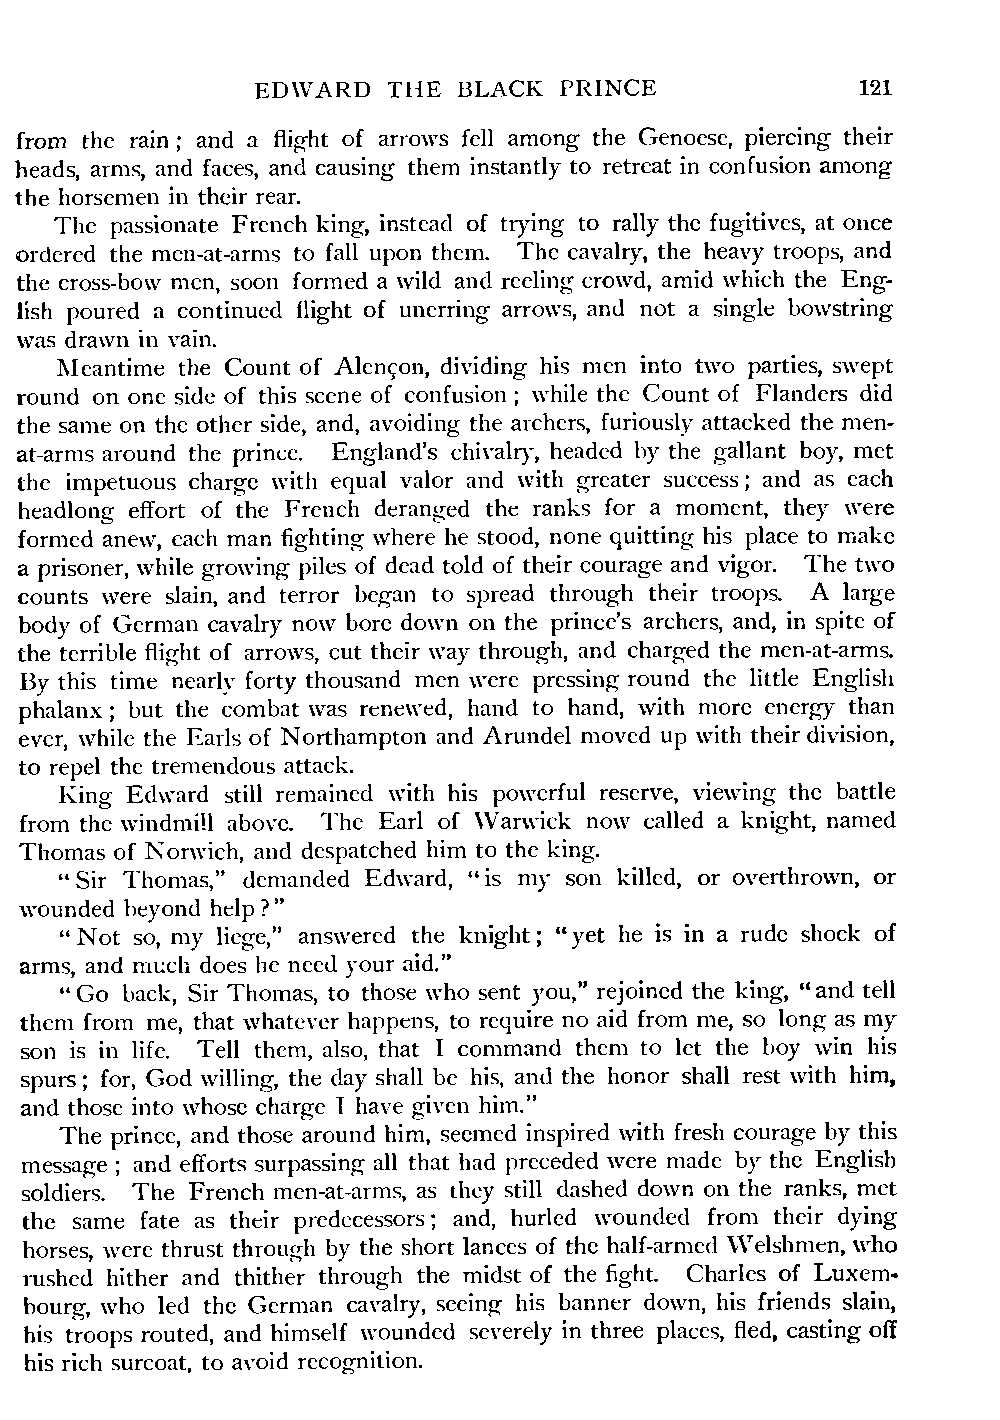 EDWARD THE BLACK PRINCE 121
from the rain; and a flight of arrows fell among the Genoese, piercing their
heads, arms, and faces, and causing them instantly to retreat in confusion among
the horsemen in their rear.
The passionate French king, instead of trying to rally the fugitives, at once
ordered the men-at-arms to fall upon them. The cavalry, the heavy troops, and
the cross-bow men, soon formed a wild and reeling crowd, amid which the Eng-
lish poured a continued flight of unerring arrows, and not a single bowstring
was drawn in vain.
Meantime the Count of Alençon, dividing his men into two parties, swept
round on one side of this scene of confusion; while the Count of Flanders did
the same on the other side, and, avoiding the archers, furiously attacked the men-
at-arms around the prince. England's chivalry, headed by the gallant boy, met
the impetuous charge with equal valor and with greater success; and as each
headlong effort of the French deranged the ranks for a moment, they were
formed anew, each man fighting where he stood, none quitting his place to make
a prisoner, while growing piles of dead told of their courage and vigor. The two
counts were slain, and terror began to spread through their troops. A large
body of German cavalry now bore down on the prince's archers, and, in spite of
the terrible flight of arrows, cut their way through, and charged the men-at-arms.
By this time nearly forty thousand men were pressing round the little English
phalanx; but the combat was renewed, hand to hand, with more energy than
ever, while the Earls of Northampton and Arundel moved up with their division,
to repel the tremendous attack.
King Edward still remained with his powerful reserve, viewing the battle
from the windmill above. The Earl of Warwick now called a knight, named
Thomas of Norwich, and despatched him to the king.
"Sir Thomas," demanded Edward, "is my son killed, or overthrown, or
wounded beyond help?"
"Not so, my liege," answered the knight; "yet he is in a rude shock of
arms, and much does he need your aid."
"Go back, Sir Thomas, to those who sent you," rejoined the king, "and tell
them from me, that whatever happens, to require no aid from me, so long as my
son is in life. Tell them, also, that I command them to let the boy win his
spurs; for, God willing, the day shall be his, and the honor shall rest with him,
and those into whose charge I have given him."
The prince, and those around him, seemed inspired with fresh courage by this
message; and efforts surpassing all that had preceded were made by the English
soldiers. The French men-at-arms, as they still dashed down on the ranks, met
the same fate as their predecessors; and, hurled wounded from their dying
horses, were thrust through by the short lances of the half-armed Welshmen, who
rushed hither and thither through the midst of the fight. Charles of Luxem-
bourg, who led the German cavalry, seeing his banner down, his friends slain,
his troops routed, and himself wounded severely in three places, fled, casting off
his rich surcoat, to avoid recognition.